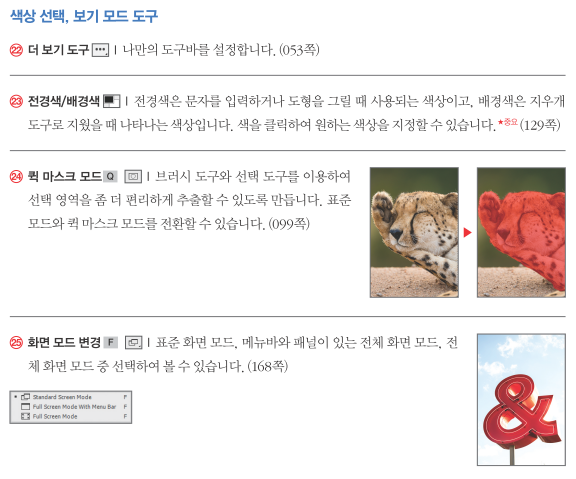 색상 선택, 보기 모드 도구
㉒ 더 보기 도구 | 나만의 도구바를 설정합니다. (053쪽)
㉓ 전경색/배경색 | 전경색은 문자를 입력하거나 도형을 그릴 때 사용되는 색상이고, 배경색은 지우개
도구로 지웠을 때 나타나는 색상입니다. 색을 클릭하여 원하는 색상을 지정할 수 있습니다. ★중요 (129쪽)
㉔ 퀵 마스크 모드 Q | 브러시 도구와 선택 도구를 이용하여
선택 영역을 좀 더 편리하게 추출할 수 있도록 만듭니다. 표준
모드와 퀵 마스크 모드를 전환할 수 있습니다. (099쪽)
㉕ 화면 모드 변경 F | 표준 화면 모드, 메뉴바와 패널이 있는 전체 화면 모드, 전
체 화면 모드 중 선택하여 볼 수 있습니다. (168쪽)
Standard Screen Mode F
Full Screen Mode With Menu Bar F
Full Screen Mode F
&